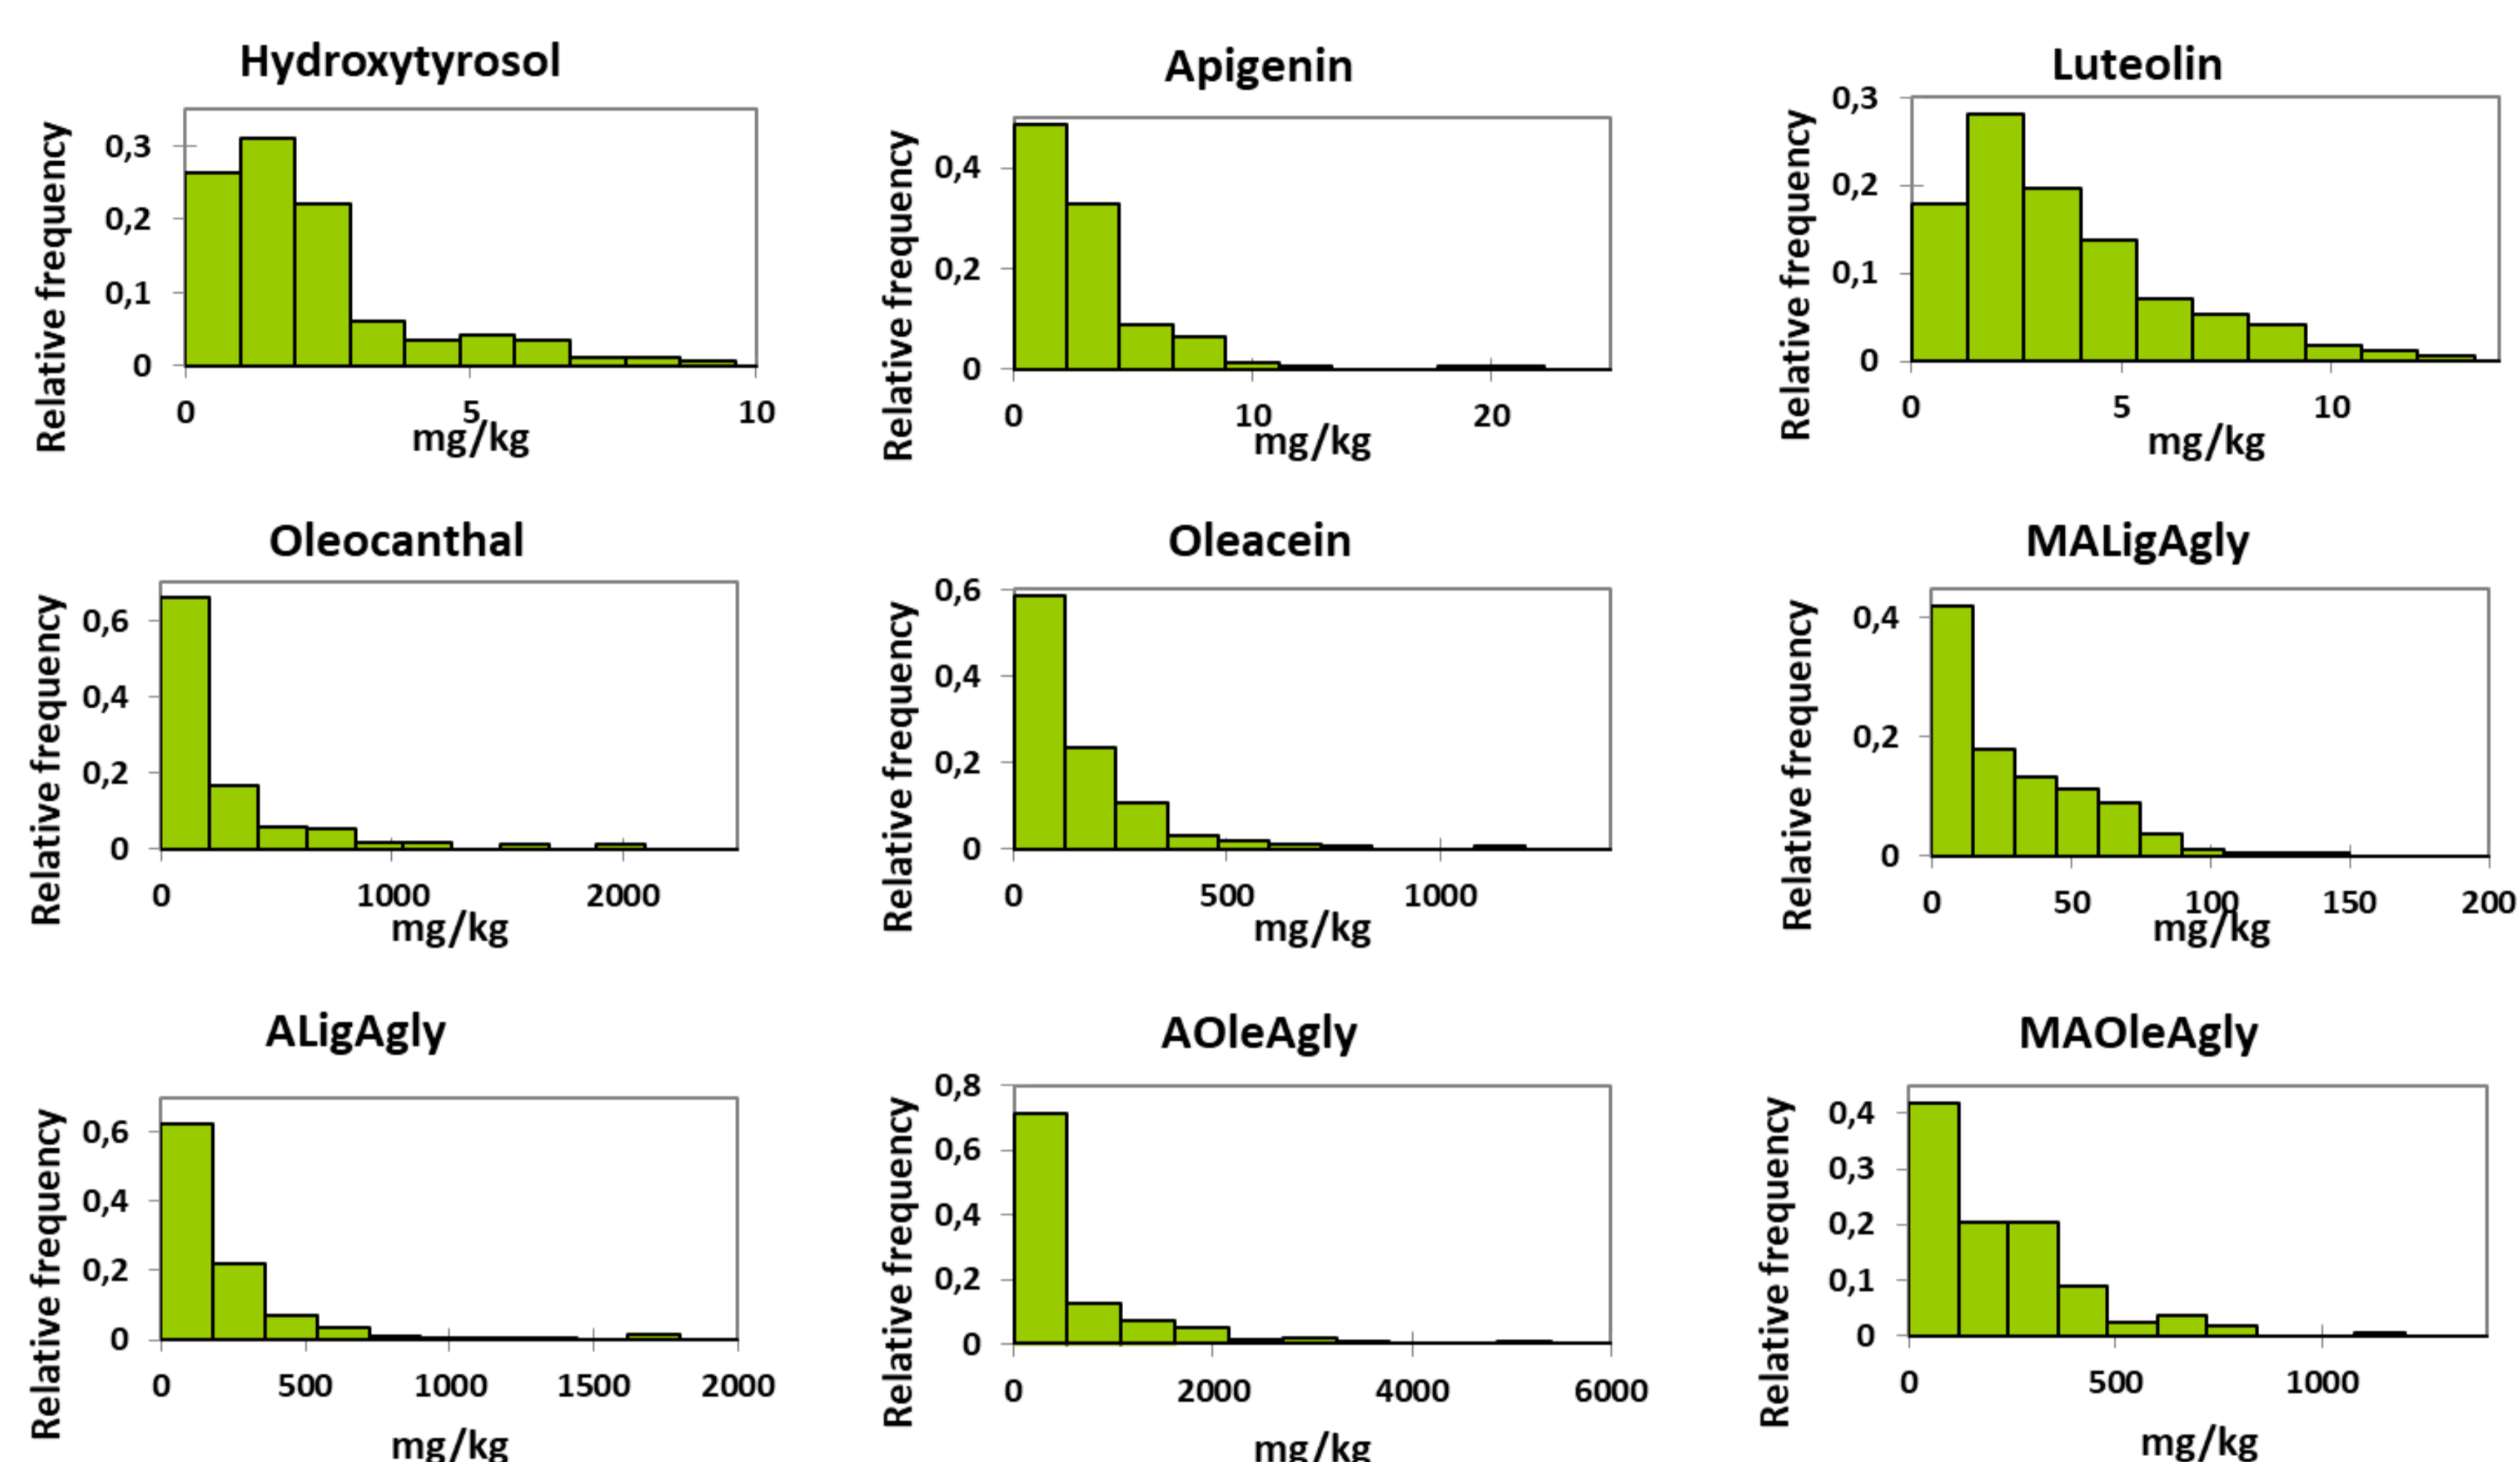 Hydroxytyrosol
Relative frequency
0,3
0,2
0,1
0
0 5 10
mg/kg
Apigenin
Relative frequency
0,4
0,2
0
0 10 20
mg/kg
Luteolin
Relative frequency
0,3
0,2
0,1
0
0 5 10
mg/kg
Oleocanthal
Relative frequency
0,6
0,4
0,2
0
0 1000 2000
mg/kg
Oleacein
Relative frequency
0,6
0,4
0,2
0
0 500 1000
mg/kg
MALigAgly
Relative frequency
0,4
0,2
0
0 50 100 150 200
mg/kg
ALigAgly
Relative frequency
0,6
0,4
0,2
0
0 500 1000 1500 2000
mg/kg
AOleAgly
Relative frequency
0,8
0,6
0,4
0,2
0
0 2000 4000 6000
mg/kg
MAOleAgly
Relative frequency
0,4
0,3
0,2
0,1
0
0 500 1000
mg/kg